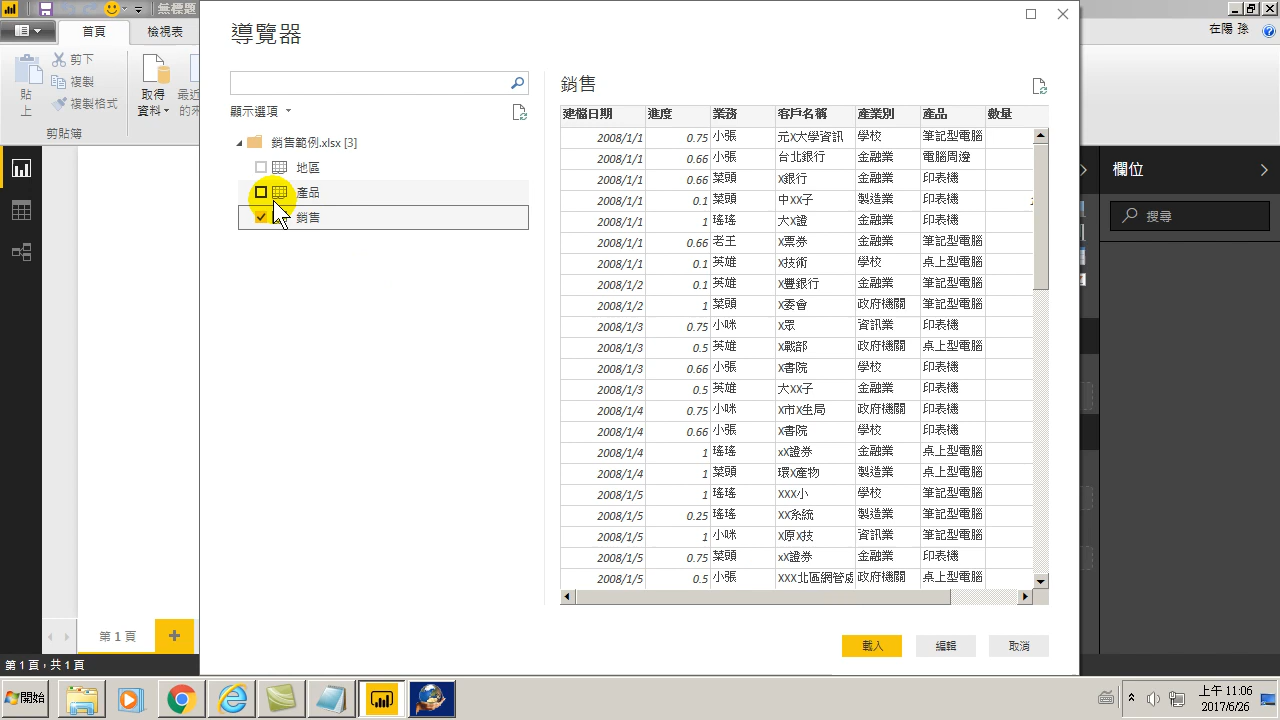 無標題
首頁
檢視表
在陽 孫
剪下
複製
複製格式
貼上
剪貼簿
取得資料
最近
的來
導覽器
顯示選項
銷售範例.xlsx [3]
地區
產品
銷售
銷售
建檔日期 進度 業務 客戶名稱 產業別 產品 數量
2008/1/1 0.75 小張 元X大學資訊 學校 筆記型電腦
2008/1/1 0.66 小張 台北銀行 金融業 電腦周邊
2008/1/1 0.66 菜頭 X銀行 金融業 印表機
2008/1/1 0.1 菜頭 中XX子 製造業 印表機
2008/1/1 1 瑤瑤 大X證 金融業 印表機
2008/1/1 0.66 老王 X票券 金融業 筆記型電腦
2008/1/1 0.1 英雄 X技術 學校 桌上型電腦
2008/1/2 0.1 英雄 X豐銀行 金融業 筆記型電腦
2008/1/2 1 菜頭 X委會 政府機關 筆記型電腦
2008/1/3 0.75 小咪 X眾 資訊業 印表機
2008/1/3 0.5 英雄 X戰部 政府機關 桌上型電腦
2008/1/3 0.66 小張 X書院 學校 印表機
2008/1/3 0.5 英雄 大XX子 金融業 印表機
2008/1/4 0.75 小咪 X市X生局 政府機關 印表機
2008/1/4 0.66 小張 X書院 學校 印表機
2008/1/4 1 瑤瑤 xX證券 金融業 桌上型電腦
2008/1/4 1 菜頭 環X產物 製造業 桌上型電腦
2008/1/5 1 瑤瑤 XXX小 學校 筆記型電腦
2008/1/5 0.25 瑤瑤 XX系統 製造業 筆記型電腦
2008/1/5 1 小咪 X原X技 資訊業 筆記型電腦
2008/1/5 0.75 菜頭 xX證券 金融業 印表機
2008/1/5 0.5 小張 XXX北區網管處 政府機關 桌上型電腦
載入
編輯
取消
欄位
搜尋
第 1 頁
第 1 頁，共 1 頁
開始
上午 11:06
2017/6/26